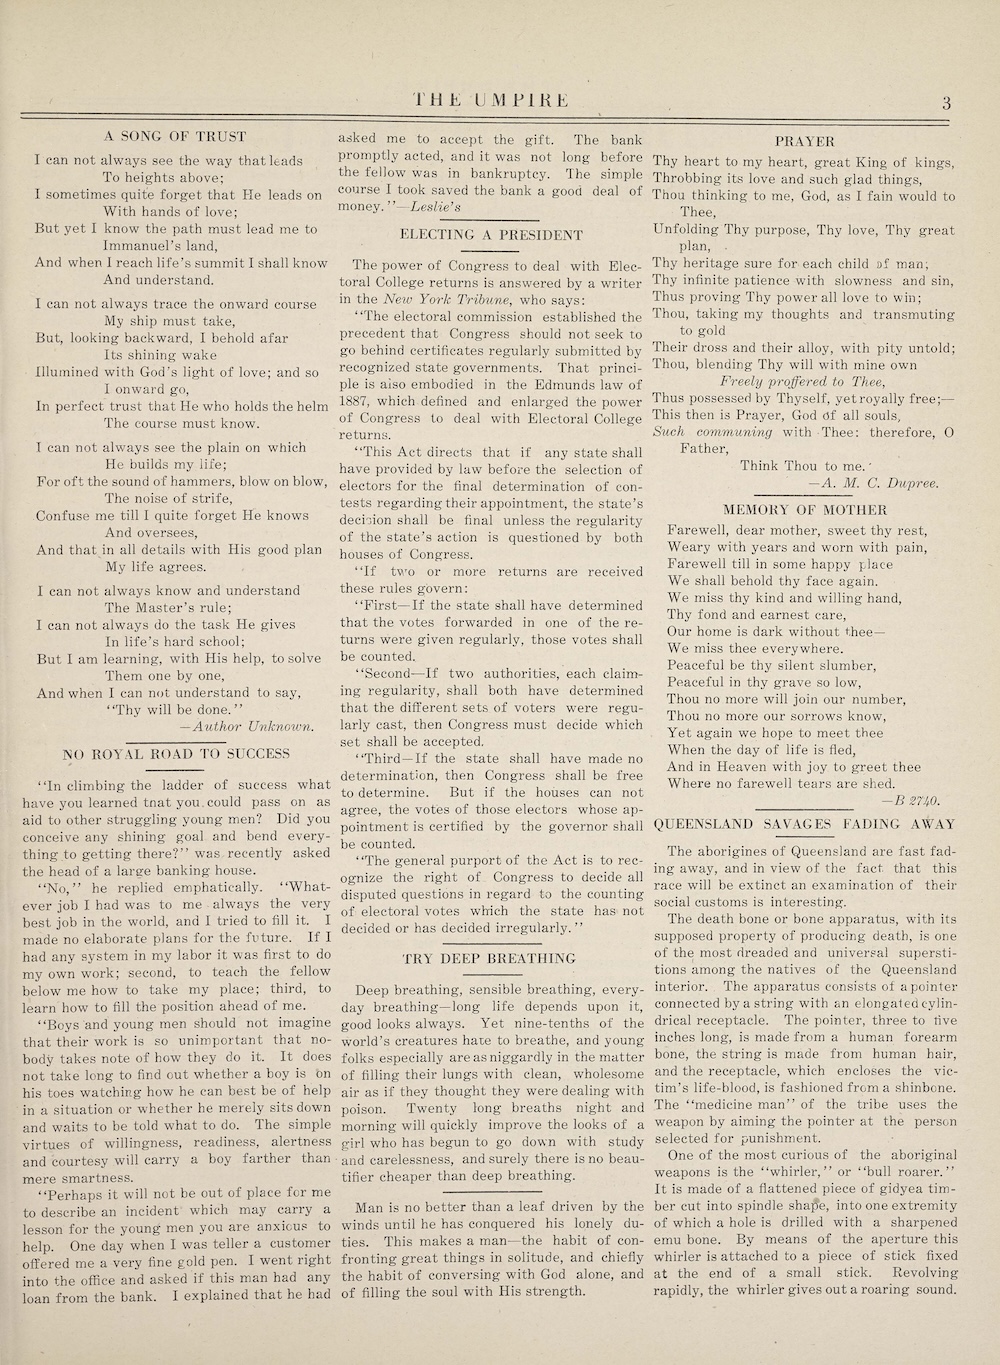 THE UMPIRE
3
A SONG OF TRUST
I can not always see the way that leads
To heights above;
I sometimes quite forget that He leads on
With hands of love;
But yet I know the path must lead me to
Immanuel's land,
And when I reach life's summit I shall know
And understand.
I can not always trace the onward course
My ship must take,
But, looking backward, I behold afar
Its shining wake
Illumined with God's light of love; and so
I onward go,
In perfect trust that He who holds the helm
The course must know.
I can not always see the plain on which
He builds my life;
For oft the sound of hammers, blow on blow,
The noise of strife,
Confuse me till I quite forget He knows
And oversees,
And that in all details with His good plan
My life agrees.
I can not always know and understand
The Master's rule;
I can not always do the task He gives
In life's hard school;
But I am learning, with His help, to solve
Them one by one,
And when I can not understand to say,
"Thy will be done."
—Author Unknown.
NO ROYAL ROAD TO SUCCESS
"In climbing the ladder of success what
have you learned tnat you could pass on as
aid to other struggling young men? Did you
conceive any shining goal and bend every-
thing to getting there?" was recently asked
the head of a large banking house.
"No," he replied emphatically. "What-
ever job I had was to me always the very
best job in the world, and I tried to fill it. I
made no elaborate plans for the future. If I
had any system in my labor it was first to do
my own work; second, to teach the fellow
below me how to take my place; third, to
learn how to fill the position ahead of me.
"Boys and young men should not imagine
that their work is so unimportant that no-
body takes note of how they do it. It does
not take long to find out whether a boy is on
his toes watching how he can best be of help
in a situation or whether he merely sits down
and waits to be told what to do. The simple
virtues of willingness, readiness, alertness
and courtesy will carry a boy farther than
mere smartness.
"Perhaps it will not be out of place for me
to describe an incident which may carry a
lesson for the young men you are anxious to
help. One day when I was teller a customer
offered me a very fine gold pen. I went right
into the office and asked if this man had any
loan from the bank. I explained that he had
asked me to accept the gift. The bank
promptly acted, and it was not long before
the fellow was in bankruptcy. The simple
course I took saved the bank a good deal of
money."—Leslie's
ELECTING A PRESIDENT
The power of Congress to deal with Elec-
toral College returns is answered by a writer
in the New York Tribune, who says:
"The electoral commission established the
precedent that Congress should not seek to
go behind certificates regularly submitted by
recognized state governments. That princi-
ple is also embodied in the Edmunds law of
1887, which defined and enlarged the power
of Congress to deal with Electoral College
returns.
"This Act directs that if any state shall
have provided by law before the selection of
electors for the final determination of con-
tests regarding their appointment, the state's
decision shall be final unless the regularity
of the state's action is questioned by both
houses of Congress.
"If two or more returns are received
these rules govern:
"First—If the state shall have determined
that the votes forwarded in one of the re-
turns were given regularly, those votes shall
be counted.
"Second—If two authorities, each claim-
ing regularity, shall both have determined
that the different sets of voters were regu-
larly cast, then Congress must decide which
set shall be accepted.
"Third—If the state shall have made no
determination, then Congress shall be free
to determine. But if the houses can not
agree, the votes of those electors whose ap-
pointment is certified by the governor shall
be counted.
"The general purport of the Act is to rec-
ognize the right of Congress to decide all
disputed questions in regard to the counting
of electoral votes which the state has not
decided or has decided irregularly."
TRY DEEP BREATHING
Deep breathing, sensible breathing, every-
day breathing—long life depends upon it,
good looks always. Yet nine-tenths of the
world's creatures hate to breathe, and young
folks especially are as niggardly in the matter
of filling their lungs with clean, wholesome
air as if they thought they were dealing with
poison. Twenty long breaths night and
morning will quickly improve the looks of a
girl who has begun to go down with study
and carelessness, and surely there is no beau-
tifier cheaper than deep breathing.
Man is no better than a leaf driven by the
winds until he has conquered his lonely du-
ties. This makes a man—the habit of con-
fronting great things in solitude, and chiefly
the habit of conversing with God alone, and
of filling the soul with His strength.
PRAYER
Thy heart to my heart, great King of kings,
Throbbing its love and such glad things,
Thou thinking to me, God, as I fain would to
Thee,
Unfolding Thy purpose, Thy love, Thy great
plan,
Thy heritage sure for each child of man;
Thy infinite patience with slowness and sin,
Thus proving Thy power all love to win;
Thou, taking my thoughts and transmuting
to gold
Their dross and their alloy, with pity untold;
Thou, blending Thy will with mine own
Freely proffered to Thee,
Thus possessed by Thyself, yet royally free;—
This then is Prayer, God of all souls,
Such communing with Thee: therefore, O
Father,
Think Thou to me.
—A. M. C. Dupree.
MEMORY OF MOTHER
Farewell, dear mother, sweet thy rest,
Weary with years and worn with pain,
Farewell till in some happy place
We shall behold thy face again.
We miss thy kind and willing hand,
Thy fond and earnest care,
Our home is dark without thee—
We miss thee everywhere.
Peaceful be thy silent slumber,
Peaceful in thy grave so low,
Thou no more will join our number,
Thou no more our sorrows know,
Yet again we hope to meet thee
When the day of life is fled,
And in Heaven with joy to greet thee
Where no farewell tears are shed.
—B 2740.
QUEENSLAND SAVAGES FADING AWAY
The aborigines of Queensland are fast fad-
ing away, and in view of the fact that this
race will be extinct an examination of their
social customs is interesting.
The death bone or bone apparatus, with its
supposed property of producing death, is one
of the most dreaded and universal supersti-
tions among the natives of the Queensland
interior. The apparatus consists of a pointer
connected by a string with an elongated cylin-
drical receptacle. The pointer, three to five
inches long, is made from a human forearm
bone, the string is made from human hair,
and the receptacle, which encloses the vic-
tim's life-blood, is fashioned from a shinbone.
The "medicine man" of the tribe uses the
weapon by aiming the pointer at the person
selected for punishment.
One of the most curious of the aboriginal
weapons is the "whirler," or "bull roarer."
It is made of a flattened piece of gidyea tim-
ber cut into spindle shape, into one extremity
of which a hole is drilled with a sharpened
emu bone. By means of the aperture this
whirler is attached to a piece of stick fixed
at the end of a small stick. Revolving
rapidly, the whirler gives out a roaring sound.